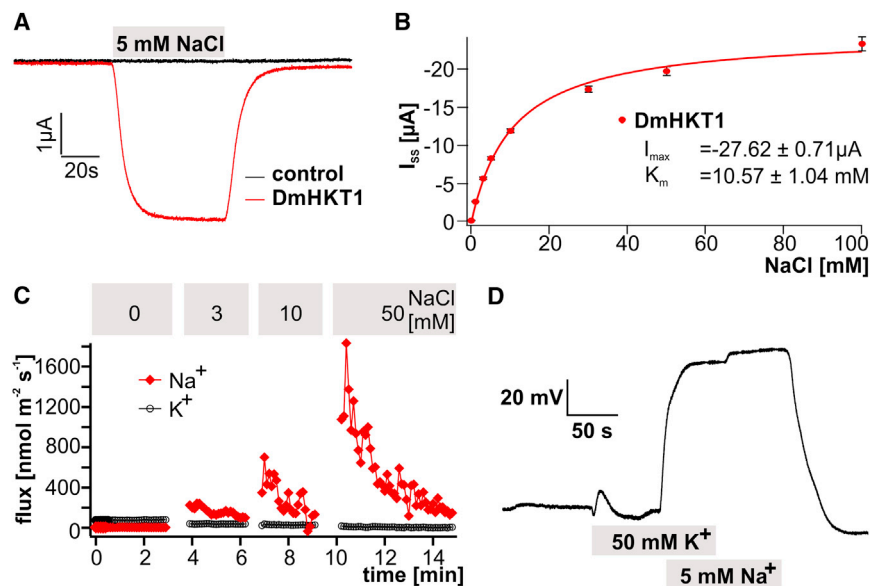 A
5 mM NaCl
1µA
20s
control
DmHKT1
B
Iss [µA]
-20
-15
-10
-5
0
DmHKT1
Imax =-27.62 ± 0.71µA
Km =10.57 ± 1.04 mM
0 20 40 60 80 100
NaCl [mM]
C
0 3 10 50 NaCl
[mM]
flux [nmol m⁻² s⁻¹]
1600
1200
800
400
0
Na⁺
K⁺
0 2 4 6 8 10 12 14
time [min]
D
20 mV
50 s
50 mM K⁺
5 mM Na⁺